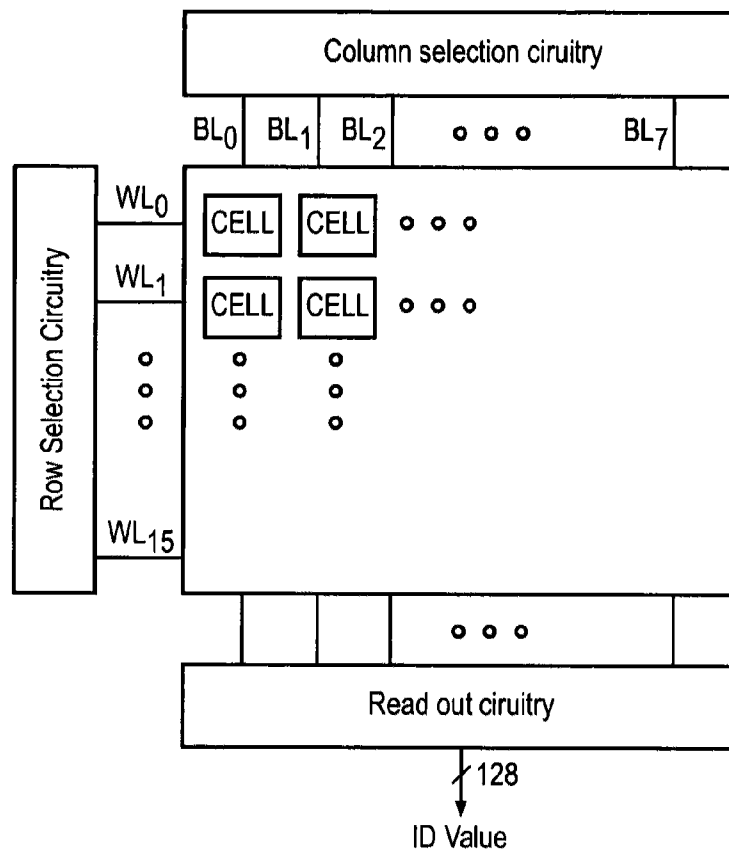 Column selection ciruitry
BL0 BL1 BL2 BL7
Row Selection Circuitry
WL0
CELL CELL
WL1
CELL CELL
WL15
Read out ciruitry
128
ID Value